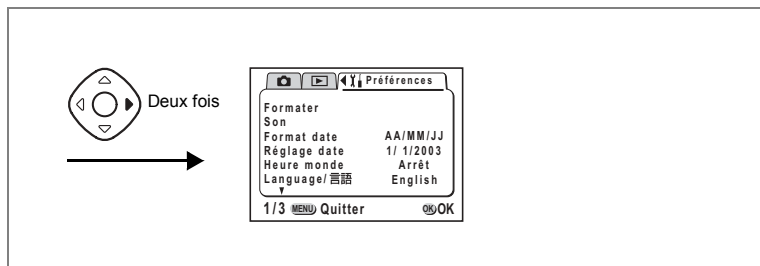 Deux fois
Préférences
Formater
Son
Format date AA/MM/JJ
Réglage date 1/ 1/2003
Heure monde Arrêt
Language/言語 English
1/3 MENU Quitter OK OK